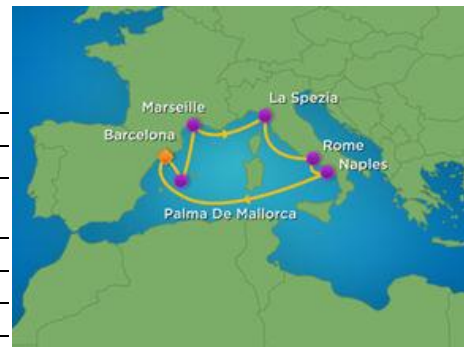 La Spezia
Marseille
Barcelona
Rome
Naples
Palma De Mallorca